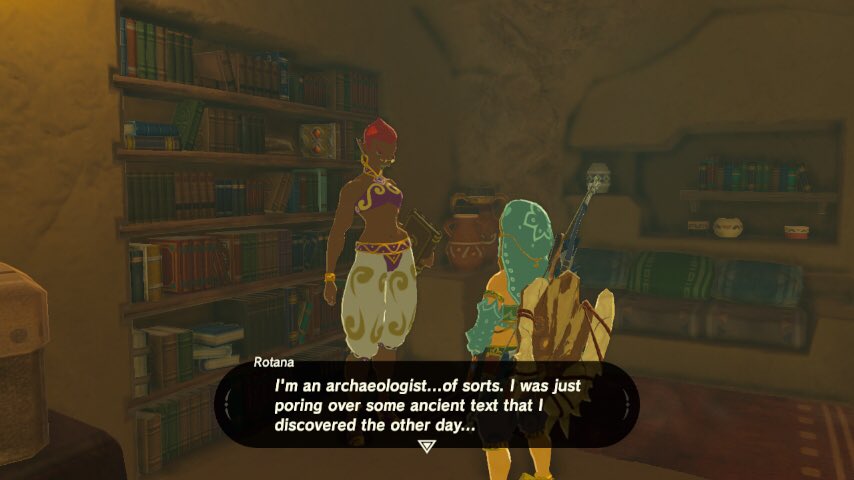 Rotana
I'm an archaeologist...of sorts. I was just
poring over some ancient text that I
discovered the other day...